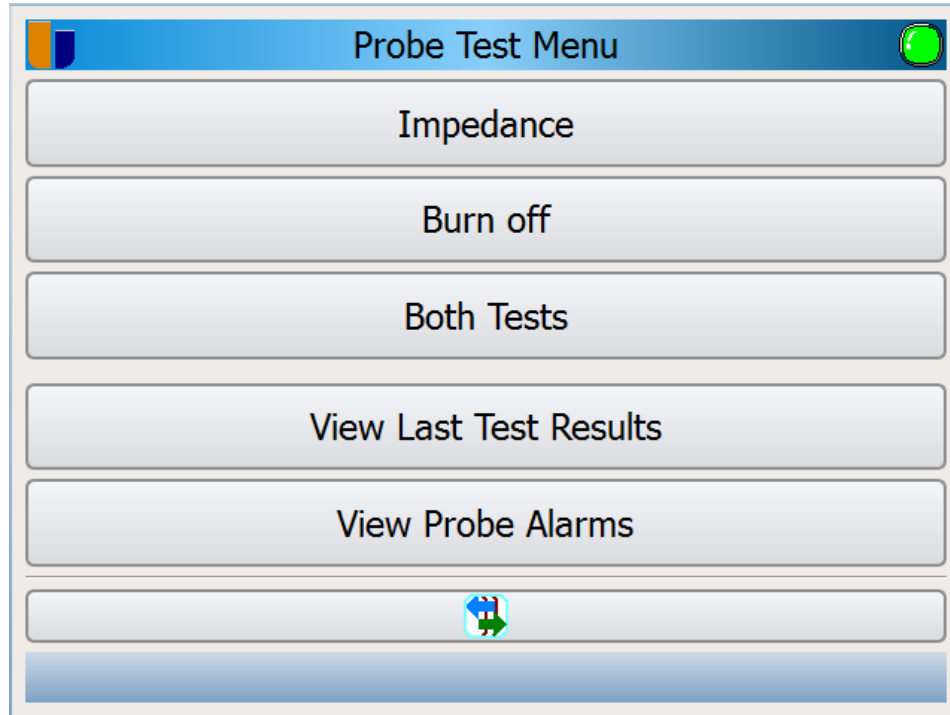 Probe Test Menu
Impedance
Burn off
Both Tests
View Last Test Results
View Probe Alarms